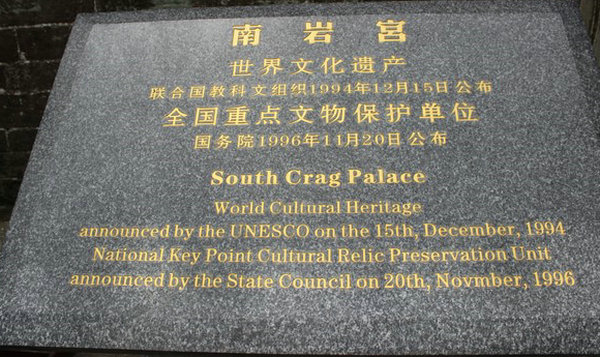 南岩宮
世界文化遗产
联合国教科文组织1994年12月15日公布
全国重点文物保护单位
国务院1996年11月20日公布
South Crag Palace
World Cultural Heritage
announced by the UNESCO on the 15th, December, 1994
National Key Point Cultural Relic Preservation Unit
announced by the State Council on 20th, Novmber, 1996